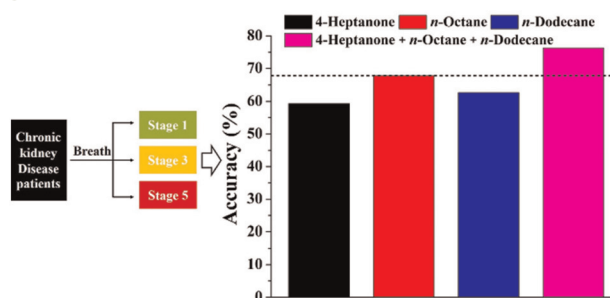 4-Heptanone n-Octane n-Dodecane
4-Heptanone + n-Octane + n-Dodecane
Chronic
kidney
Disease
patients
Breath
Stage 1
Stage 3
Stage 5
Accuracy (%)
80
70
60
50
40
30
20
10
0